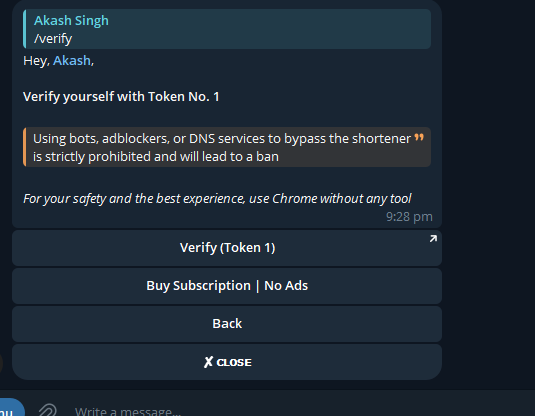 Akash Singh
/verify
Hey, Akash,
Verify yourself with Token No. 1
Using bots, adblockers, or DNS services to bypass the shortener
is strictly prohibited and will lead to a ban
For your safety and the best experience, use Chrome without any tool
9:28 pm
Verify (Token 1)
Buy Subscription | No Ads
Back
✗ CLOSE
Write a message...